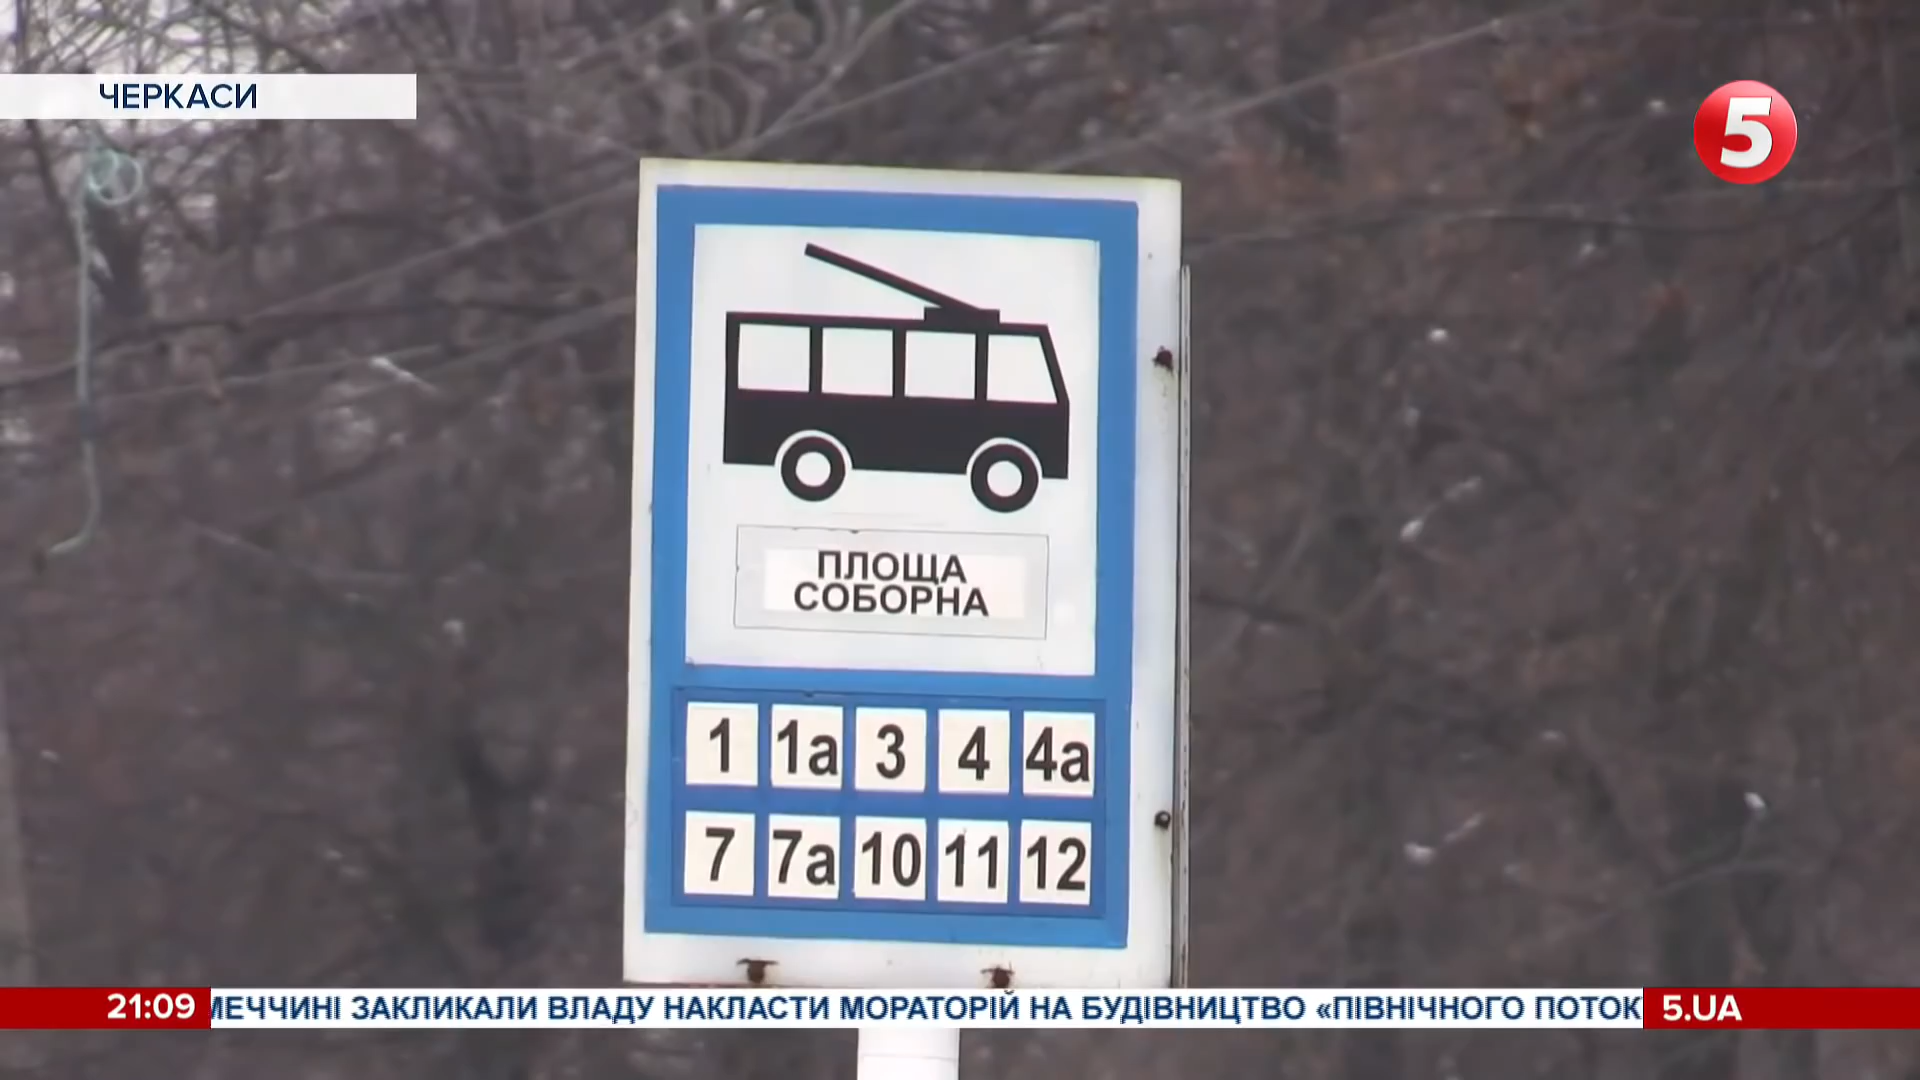 ЧЕРКАСИ
5
ПЛОЩА
СОБОРНА
1 1а 3 4 4а
7 7а 10 11 12
21:09 МЕЧЧИНІ ЗАКЛИКАЛИ ВЛАДУ НАКЛАСТИ МОРАТОРІЙ НА БУДІВНИЦТВО «ПІВНІЧНОГО ПОТОК 5.UA